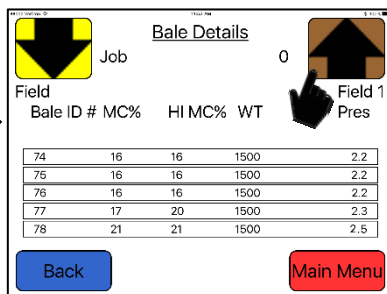 Bale Details
Job 0
Field Field 1
Bale ID # MC% HI MC% WT Pres
74 16 16 1500 2.2
75 16 16 1500 2.2
76 16 16 1500 2.2
77 17 20 1500 2.3
78 21 21 1500 2.5
Back Main Menu